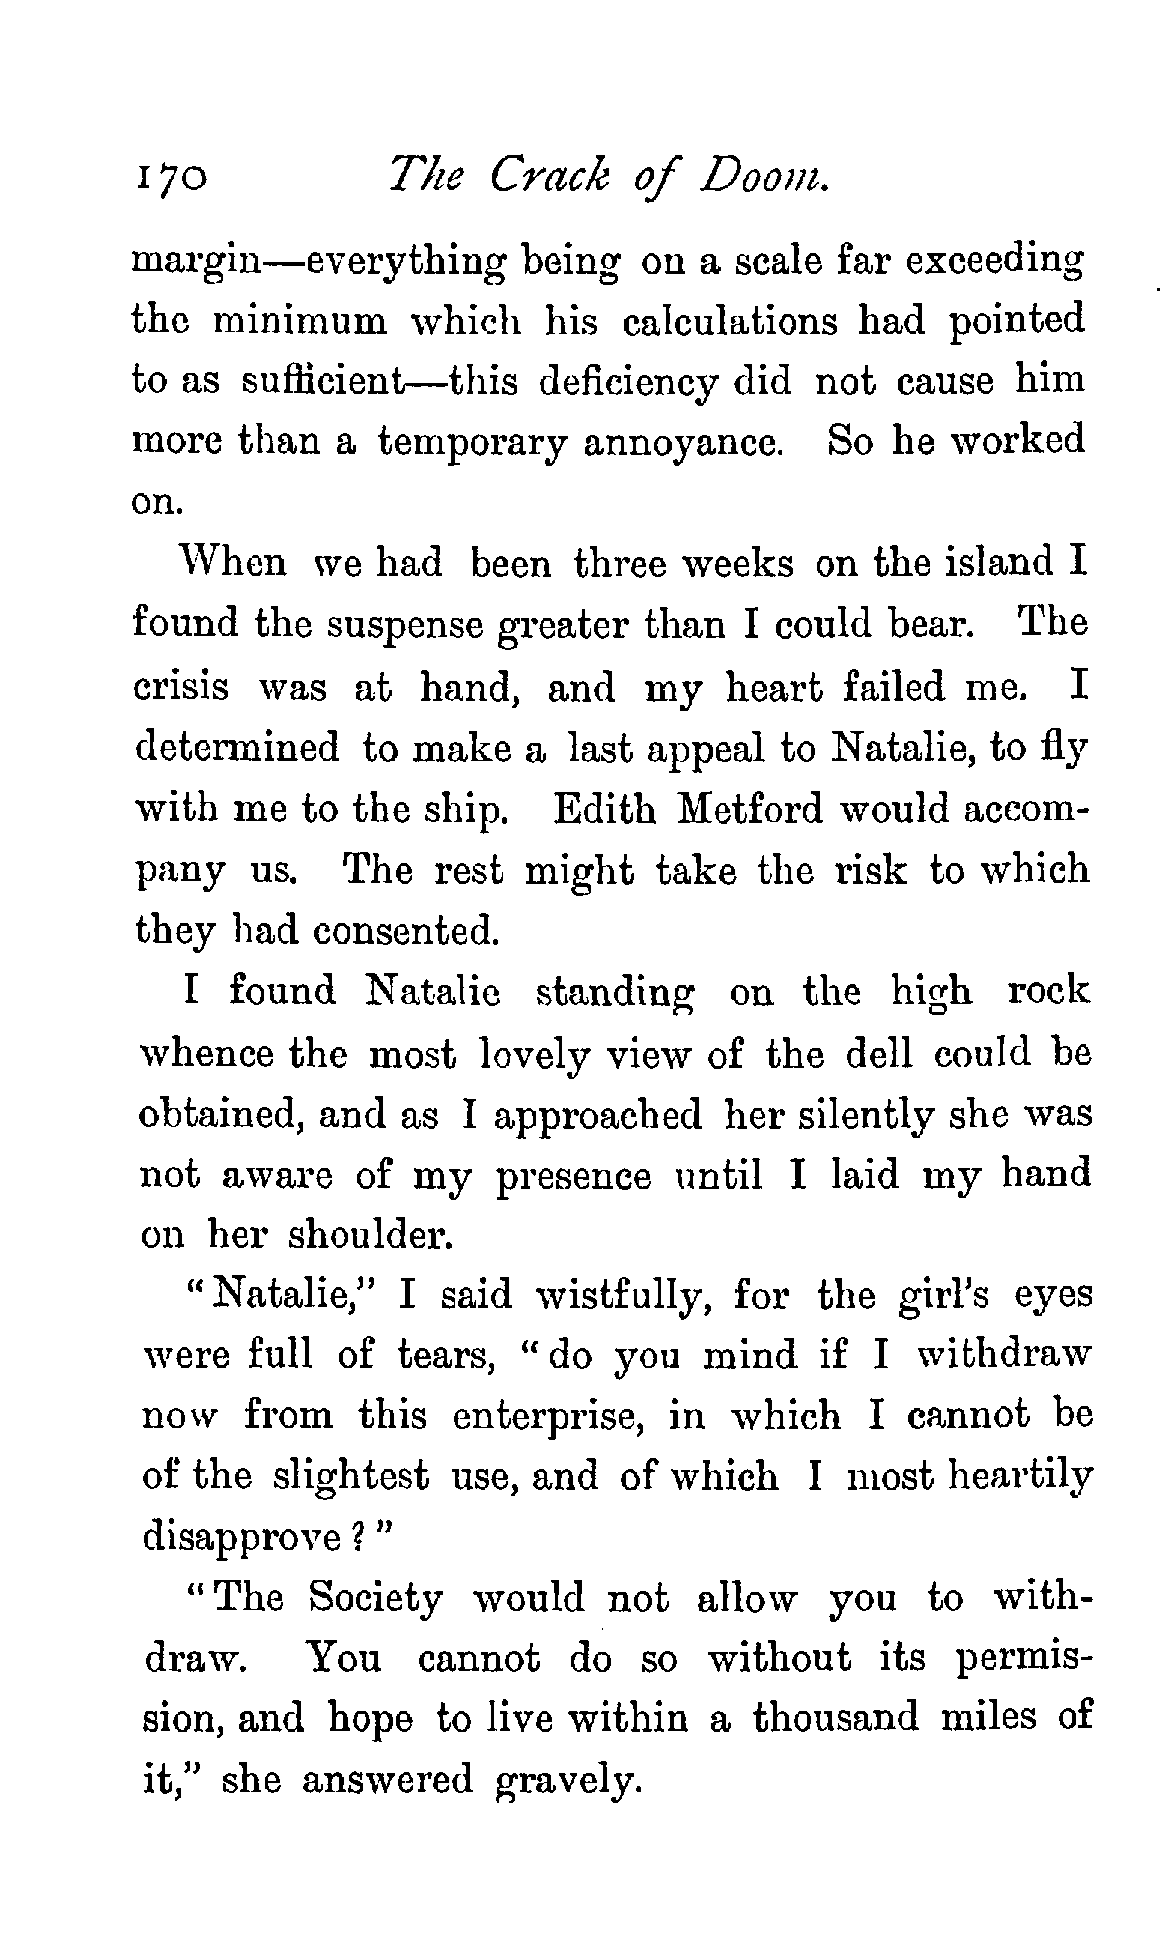 170 The Crack of Doom.
margin—everything being on a scale far exceeding
the minimum which his calculations had pointed
to as sufficient—this deficiency did not cause him
more than a temporary annoyance. So he worked
on.
When we had been three weeks on the island I
found the suspense greater than I could bear. The
crisis was at hand, and my heart failed me. I
determined to make a last appeal to Natalie, to fly
with me to the ship. Edith Metford would accom-
pany us. The rest might take the risk to which
they had consented.
I found Natalie standing on the high rock
whence the most lovely view of the dell could be
obtained, and as I approached her silently she was
not aware of my presence until I laid my hand
on her shoulder.
"Natalie," I said wistfully, for the girl's eyes
were full of tears, "do you mind if I withdraw
now from this enterprise, in which I cannot be
of the slightest use, and of which I most heartily
disapprove?"
"The Society would not allow you to with-
draw. You cannot do so without its permis-
sion, and hope to live within a thousand miles of
it," she answered gravely.